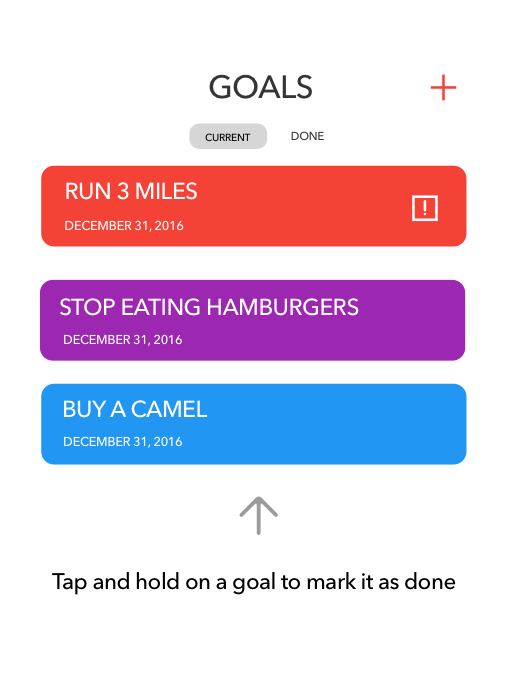 GOALS
CURRENT DONE
RUN 3 MILES
DECEMBER 31, 2016
STOP EATING HAMBURGERS
DECEMBER 31, 2016
BUY A CAMEL
DECEMBER 31, 2016
Tap and hold on a goal to mark it as done